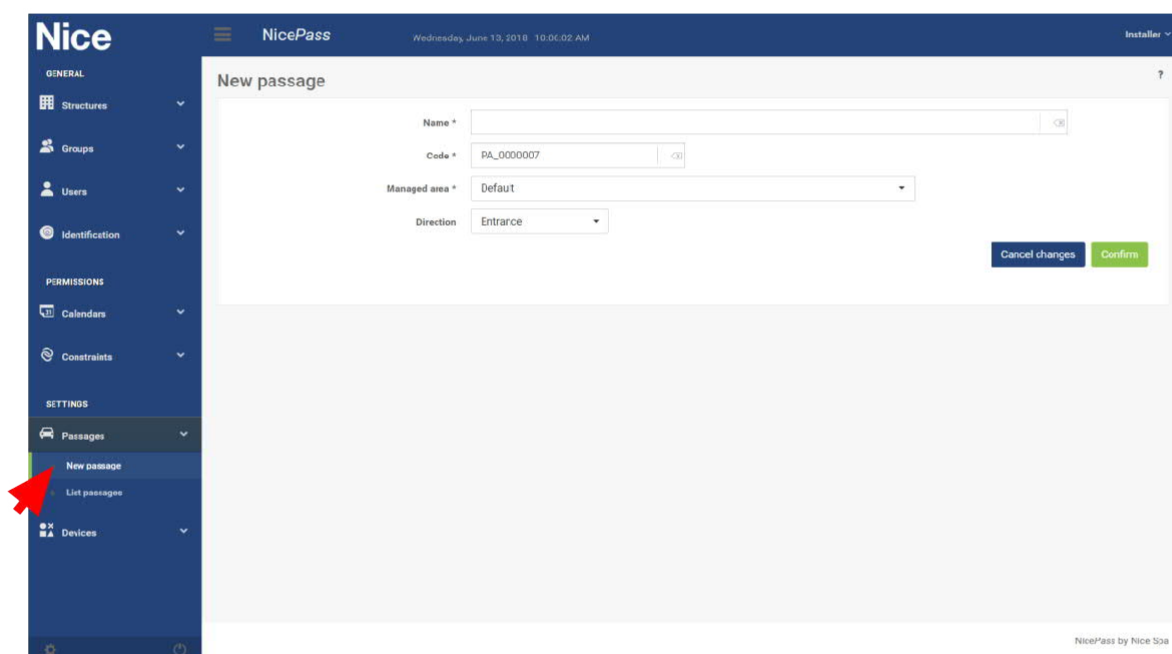 Nice
NicePass
Wednesday, June 13, 2018 10:00:02 AM
Installer
GENERAL
Structures
Groups
Users
Identification
PERMISSIONS
Calendars
Constraints
SETTINGS
Passages
New passage
List passages
Devices
New passage
?
Name *
Code * PA_0000007
Managed area * Defaut
Direction Entrance
Cancel changes Confirm
NicePass by Nice Spa